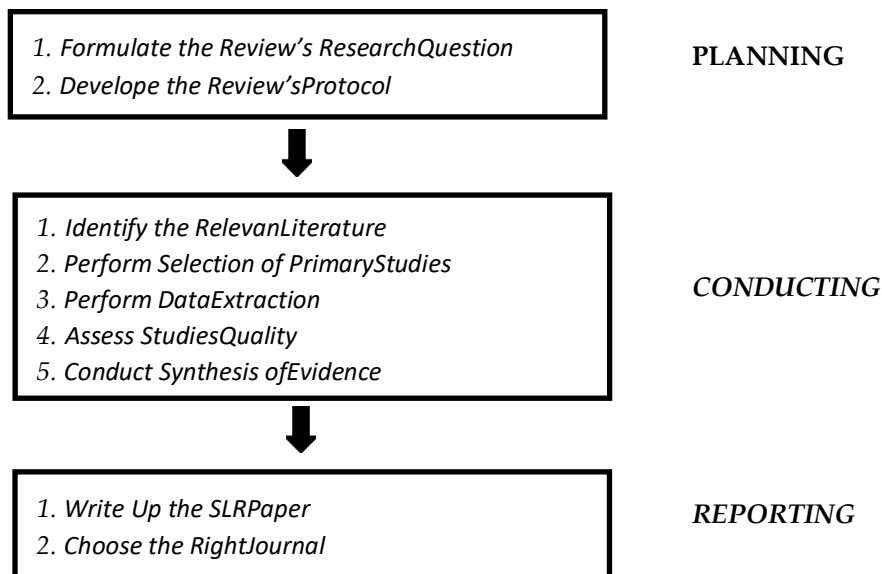 1. Formulate the Review's ResearchQuestion
2. Develope the Review'sProtocol
PLANNING
1. Identify the RelevanLiterature
2. Perform Selection of PrimaryStudies
3. Perform DataExtraction
4. Assess StudiesQuality
5. Conduct Synthesis ofEvidence
CONDUCTING
1. Write Up the SLRPaper
2. Choose the RightJournal
REPORTING